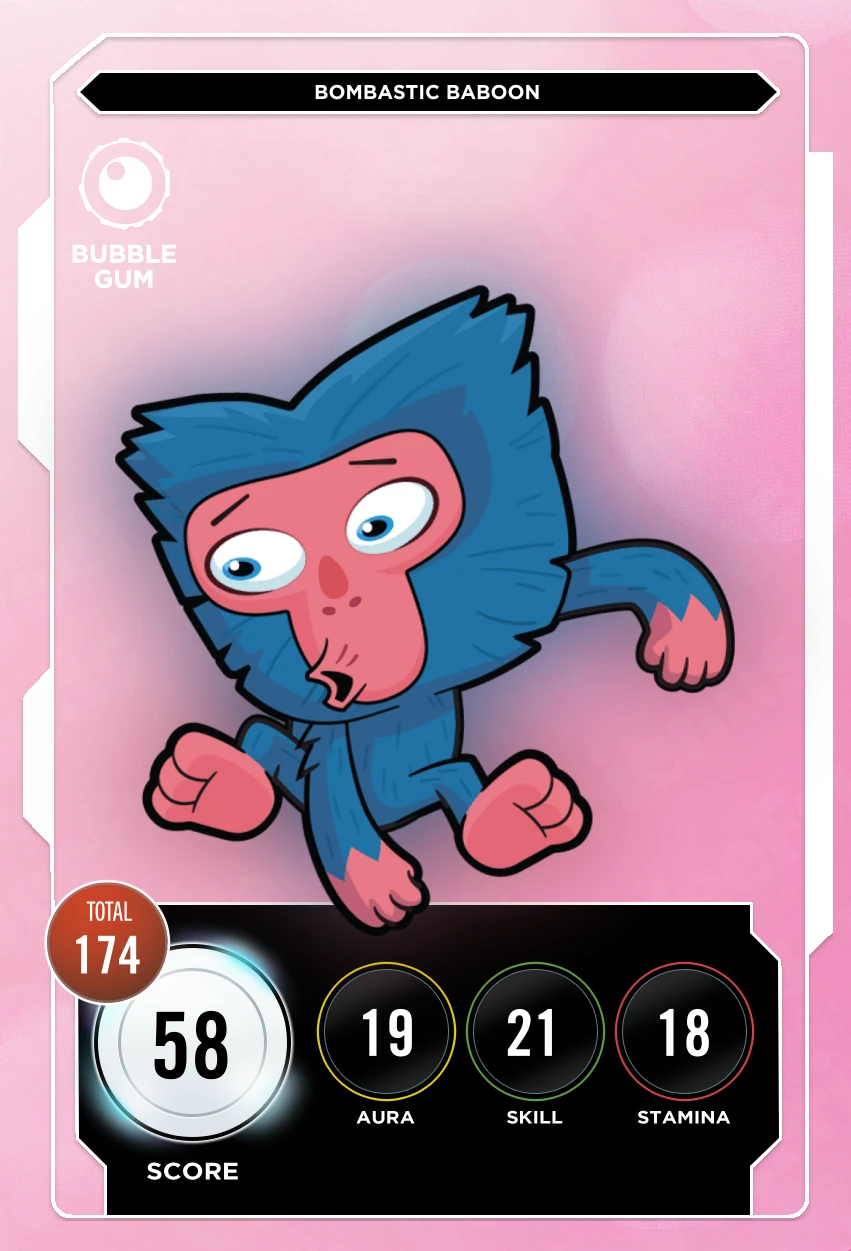 BOMBASTIC BABOON
BUBBLE
GUM
TOTAL
174
58
19
21
18
AURA
SKILL
STAMINA
SCORE